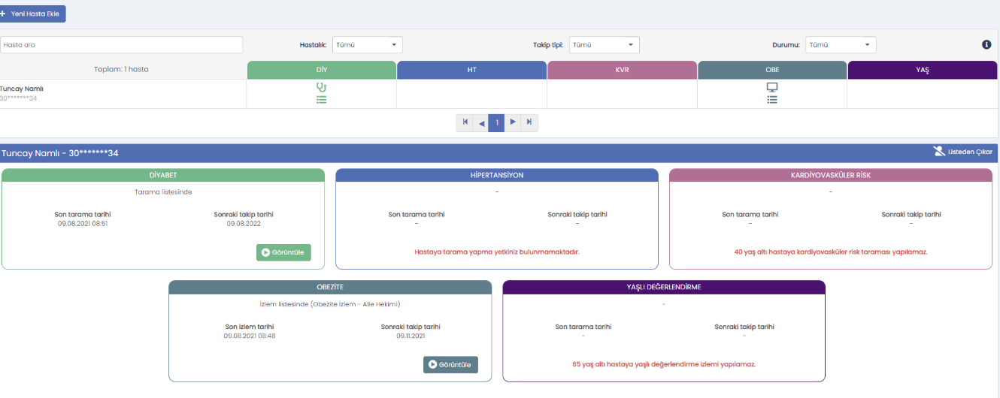 + Yeni Hasta Ekle
Hasta ara
Hastalık: Tümü
Takip tipi: Tümü
Durumu: Tümü
Toplam: 1 hasta
DİY
HT
KVR
OBE
YAŞ
Tuncay Namlı
30*******34
1
Tuncay Namlı - 30*******34
Listeden Çıkar
DİYABET
Tarama listesinde
Son tarama tarihi
09.08.2021 08:51
Sonraki takip tarihi
09.08.2022
Görüntüle
HİPERTANSİYON
-
Son tarama tarihi
-
Sonraki takip tarihi
-
Hastaya tarama yapma yetkiniz bulunmamaktadır.
KARDİYOVASKÜLER RİSK
-
Son tarama tarihi
-
Sonraki takip tarihi
-
40 yaş altı hastaya kardiyovasküler risk taraması yapılamaz.
OBEZİTE
İzlem listesinde (Obezite İzlem - Aile Hekimi)
Son izlem tarihi
09.08.2021 08:48
Sonraki takip tarihi
09.11.2021
Görüntüle
YAŞLI DEĞERLENDİRME
-
Son tarama tarihi
-
Sonraki takip tarihi
-
65 yaş altı hastaya yaşlı değerlendirme izlemi yapılamaz.